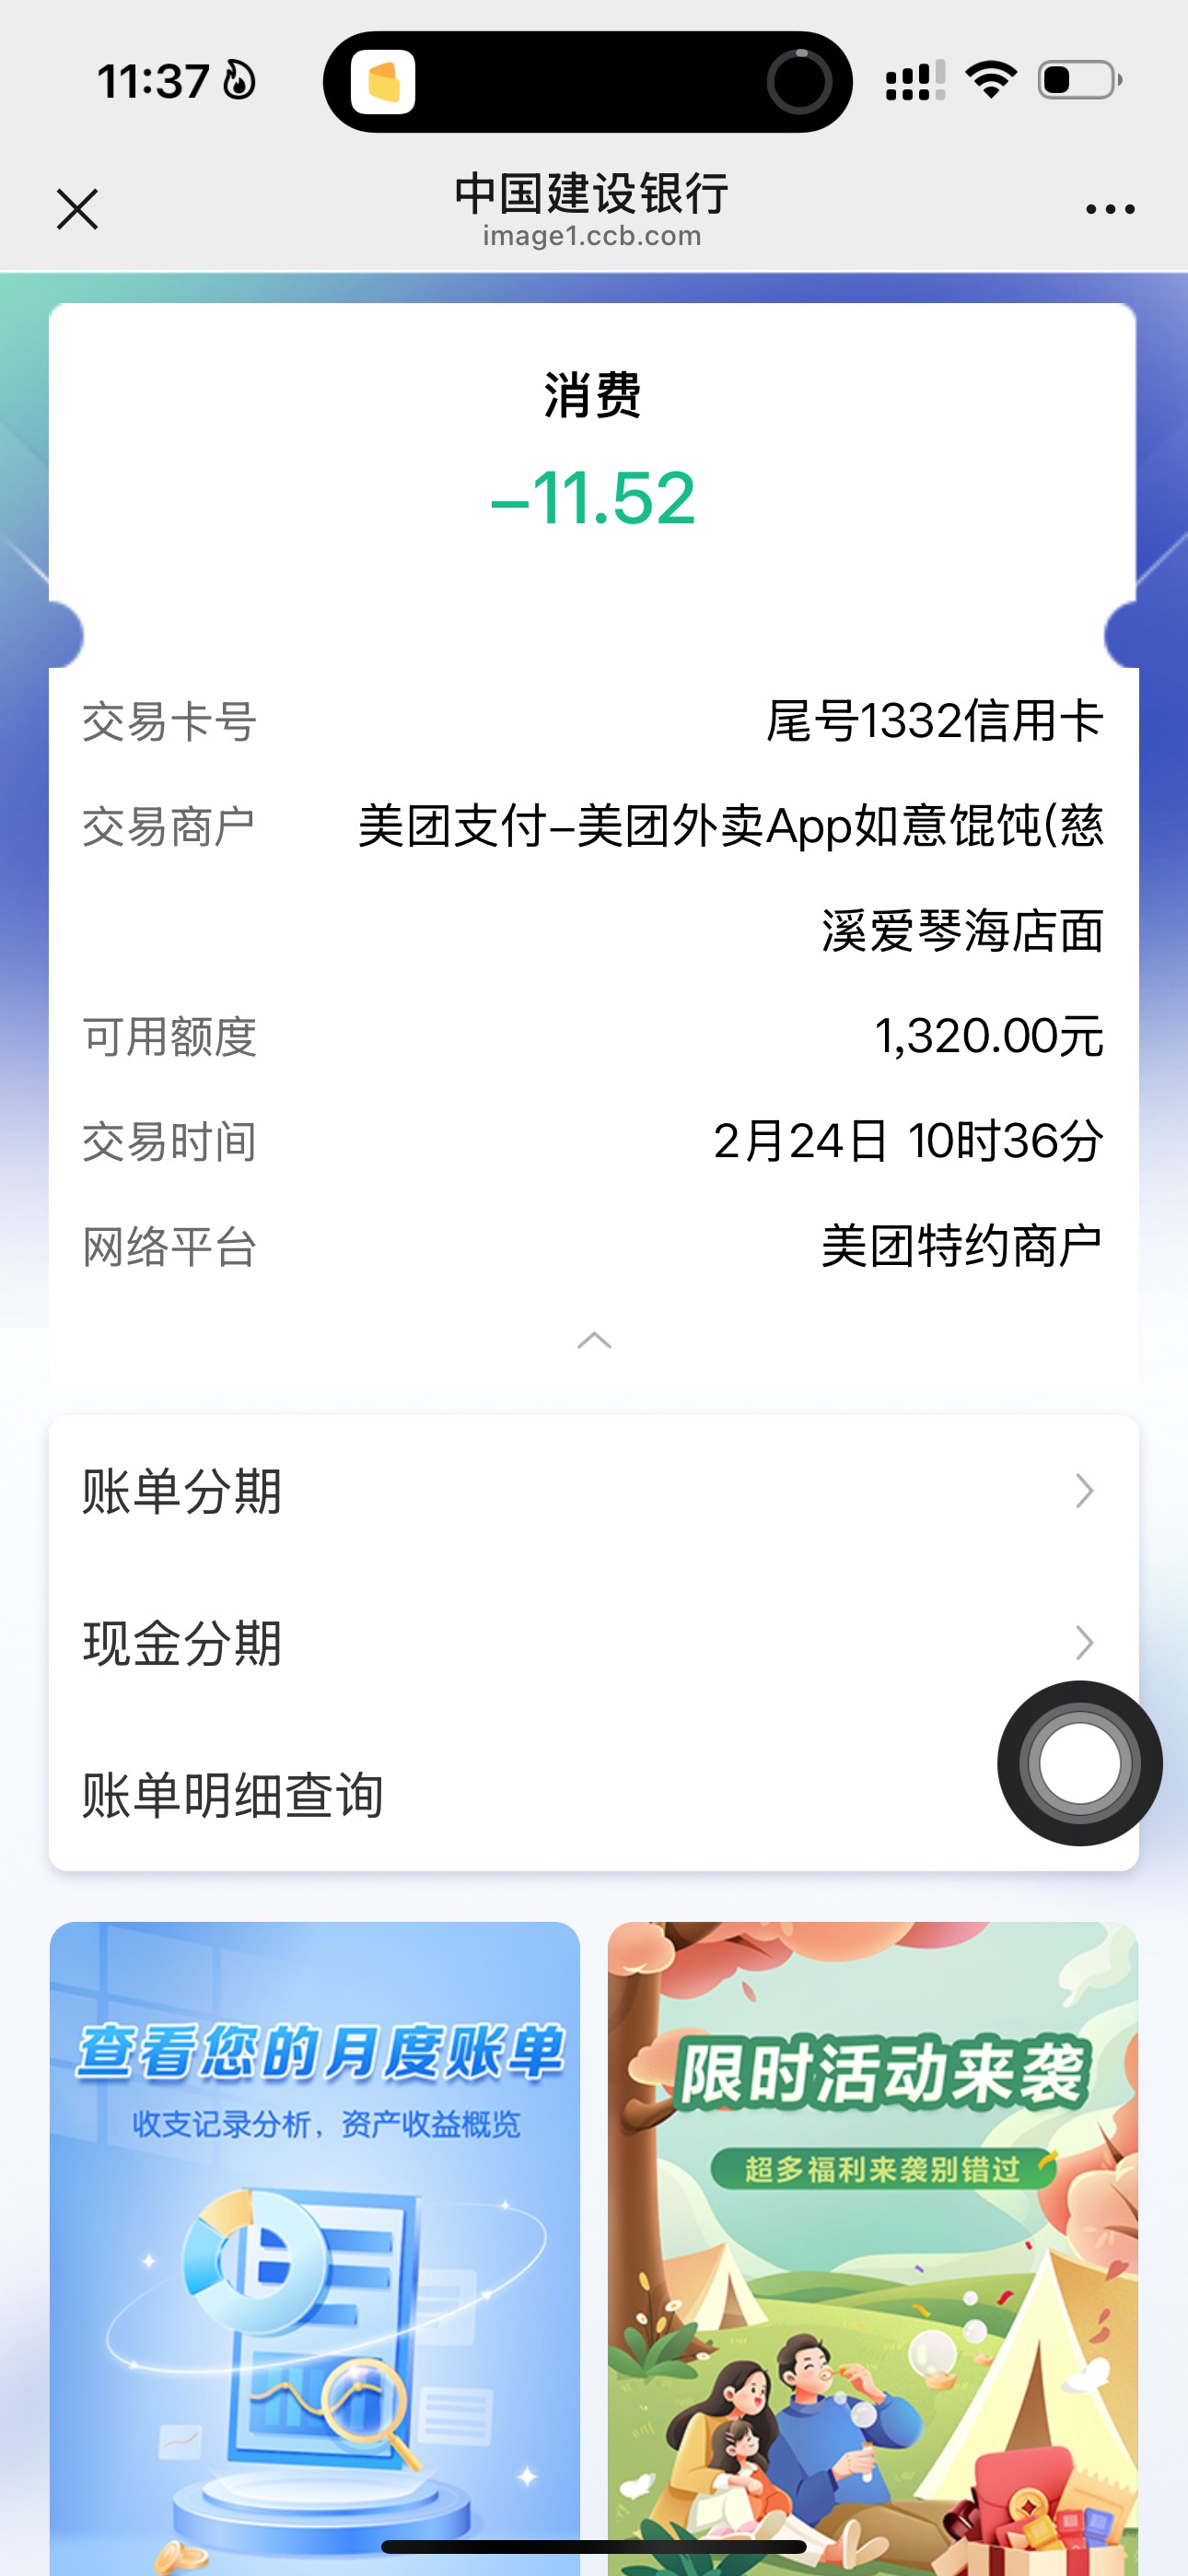 11:37
中国建设银行
image1.ccb.com
消费
-11.52
交易卡号 尾号1332信用卡
交易商户 美团支付-美团外卖App如意馄饨(慈
溪爱琴海店面
可用额度 1,320.00元
交易时间 2月24日 10时36分
网络平台 美团特约商户
账单分期
现金分期
账单明细查询
查看您的月度账单
收支记录分析，资产收益概览
限时活动来袭
超多福利来袭别错过